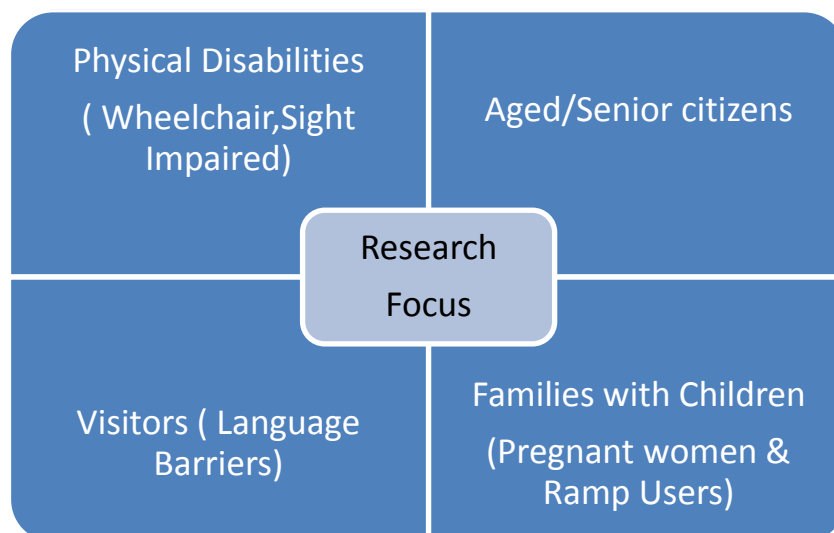 Physical Disabilities
( Wheelchair,Sight
Impaired)
Aged/Senior citizens
Research
Focus
Visitors ( Language
Barriers)
Families with Children
(Pregnant women &
Ramp Users)